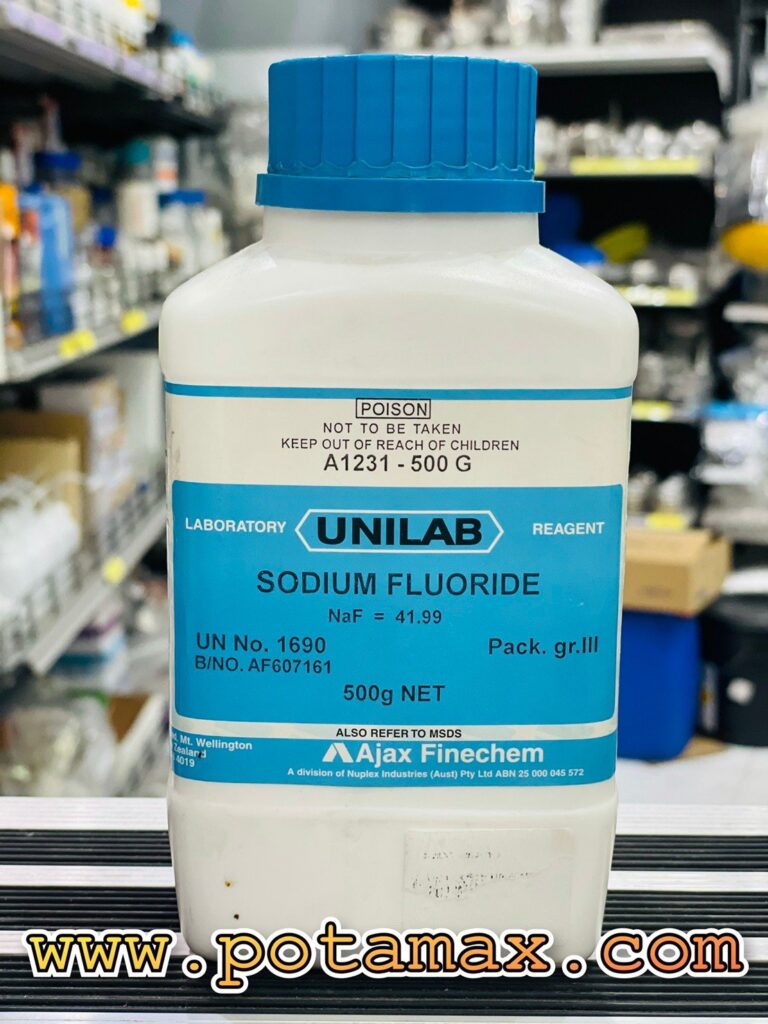 POISON
NOT TO BE TAKEN
KEEP OUT OF REACH OF CHILDREN
A1231 - 500 G
LABORATORY UNILAB REAGENT
SODIUM FLUORIDE
NaF = 41.99
UN No. 1690 Pack. gr.III
B/NO. AF607161
500g NET
ALSO REFER TO MSDS
d, Mt. Wellington
Zealand
4019
Ajax Finechem
A division of Nuplex Industries (Aust) Pty Ltd ABN 25 000 045 572
www.potamax.com